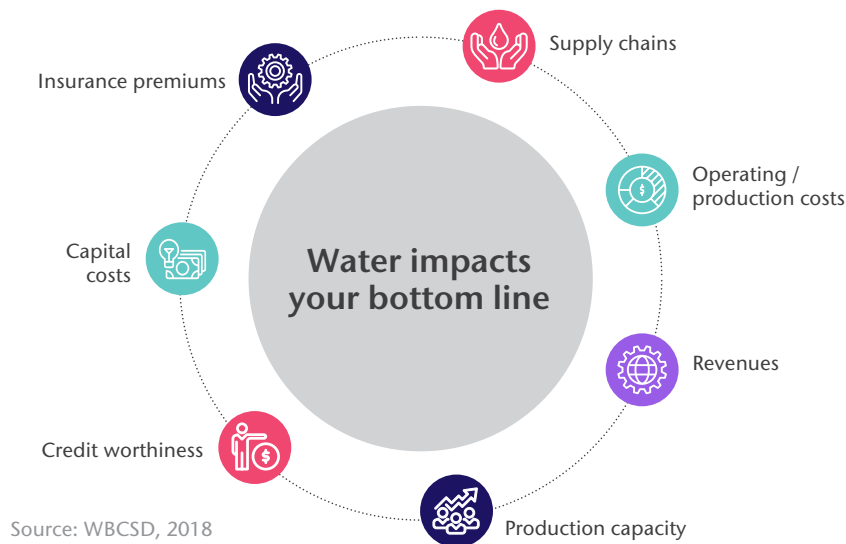 Supply chains
Insurance premiums
Operating /
production costs
Capital
costs
Water impacts
your bottom line
Revenues
Credit worthiness
Production capacity
Source: WBCSD, 2018
$
$